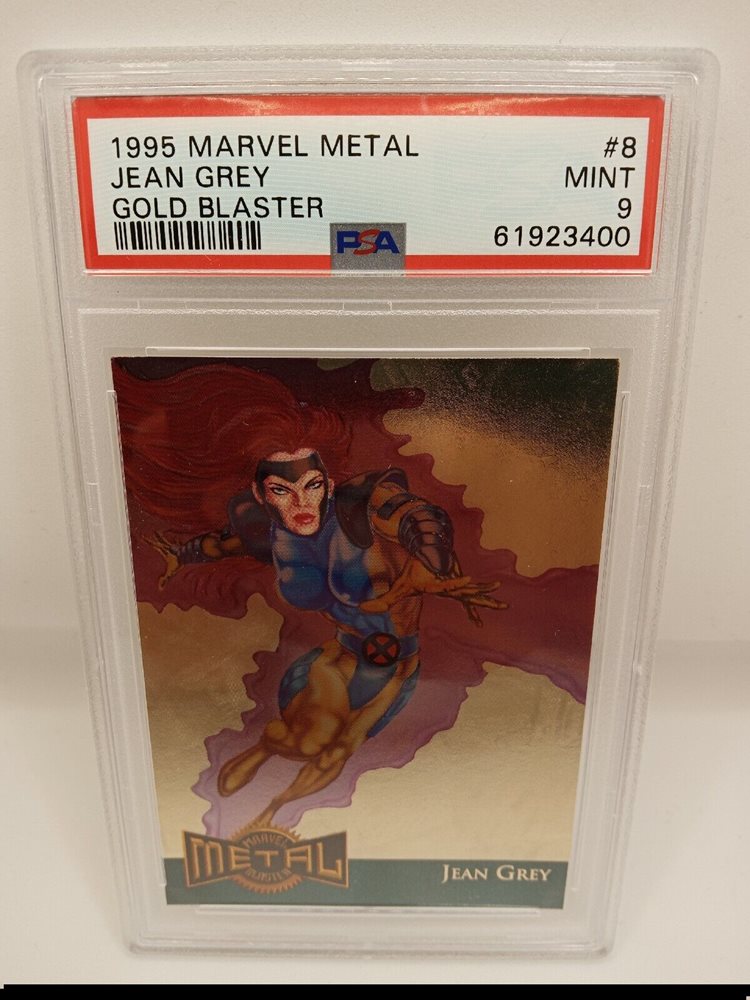 1995 MARVEL METAL #8
JEAN GREY MINT
GOLD BLASTER 9
PSA 61923400
MARVEL
METAL
BLASTER
JEAN GREY